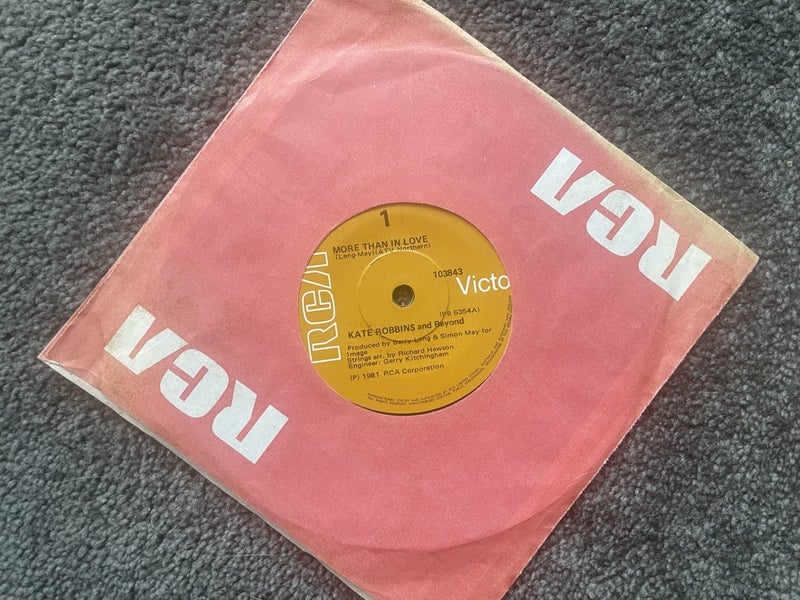 RCA
RCA
1
MORE THAN IN LOVE
(Leng-May)(ATV Northern)
103843
RCA
Victo
(PB 5354A)
KATE ROBBINS and Beyond
Produced by Barry Leng & Simon May for
Image
Strings arr. by Richard Hewson
Engineer: Gerry Kitchingham
(P) 1981 RCA Corporation